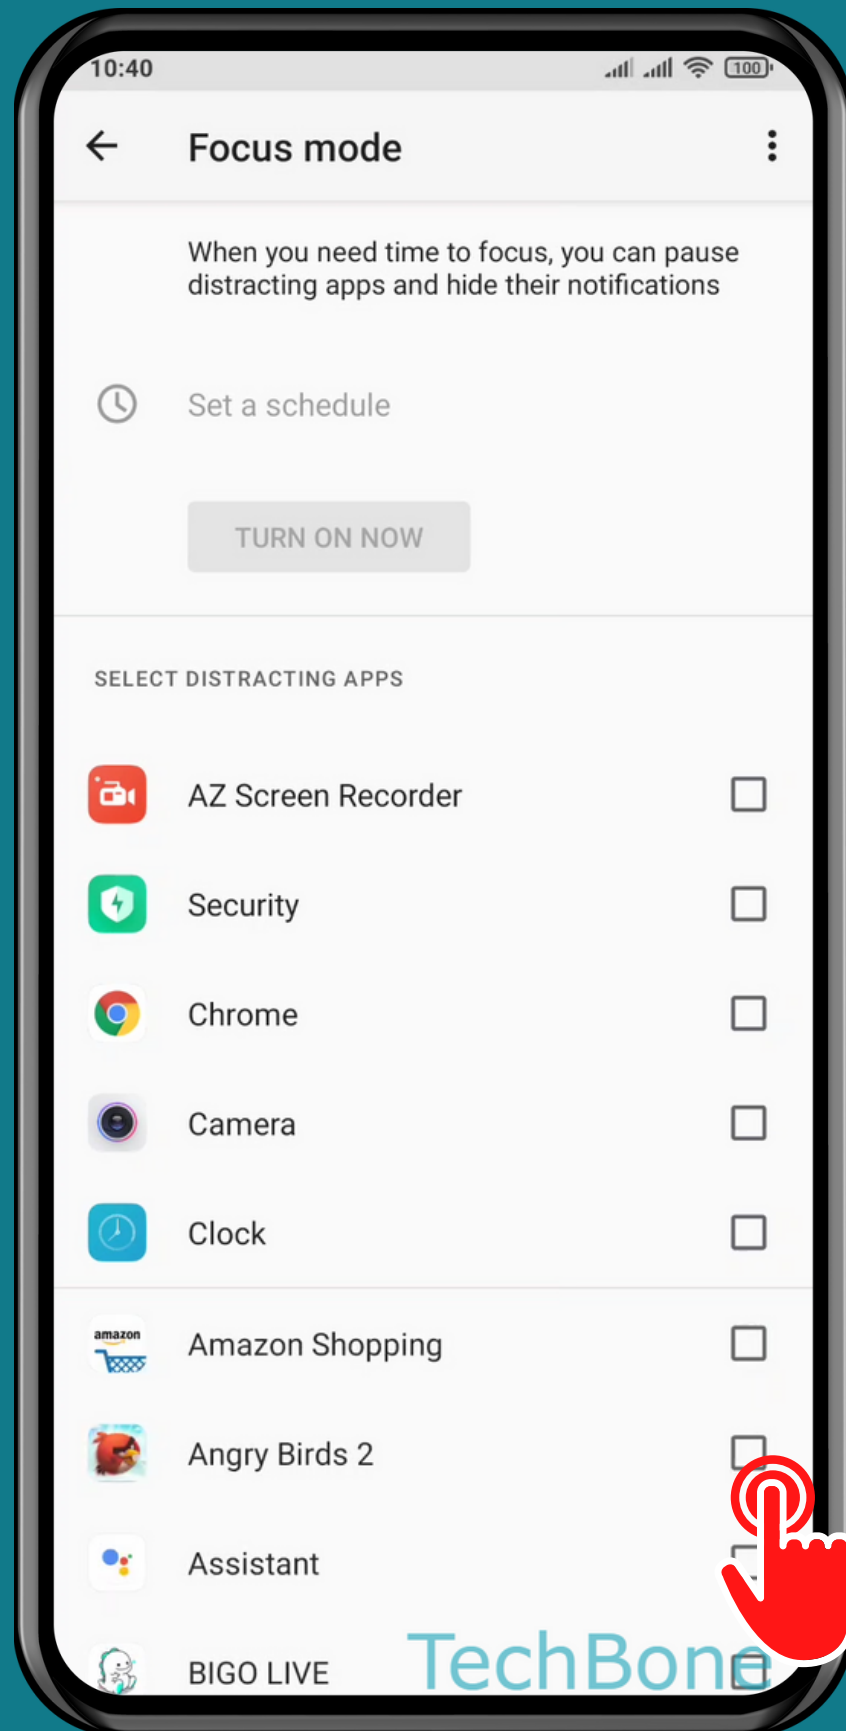 10:40
100
Focus mode
When you need time to focus, you can pause
distracting apps and hide their notifications
Set a schedule
TURN ON NOW
SELECT DISTRACTING APPS
AZ Screen Recorder
Security
Chrome
Camera
Clock
amazon
Amazon Shopping
Angry Birds 2
Assistant
BIGO LIVE
TechBone